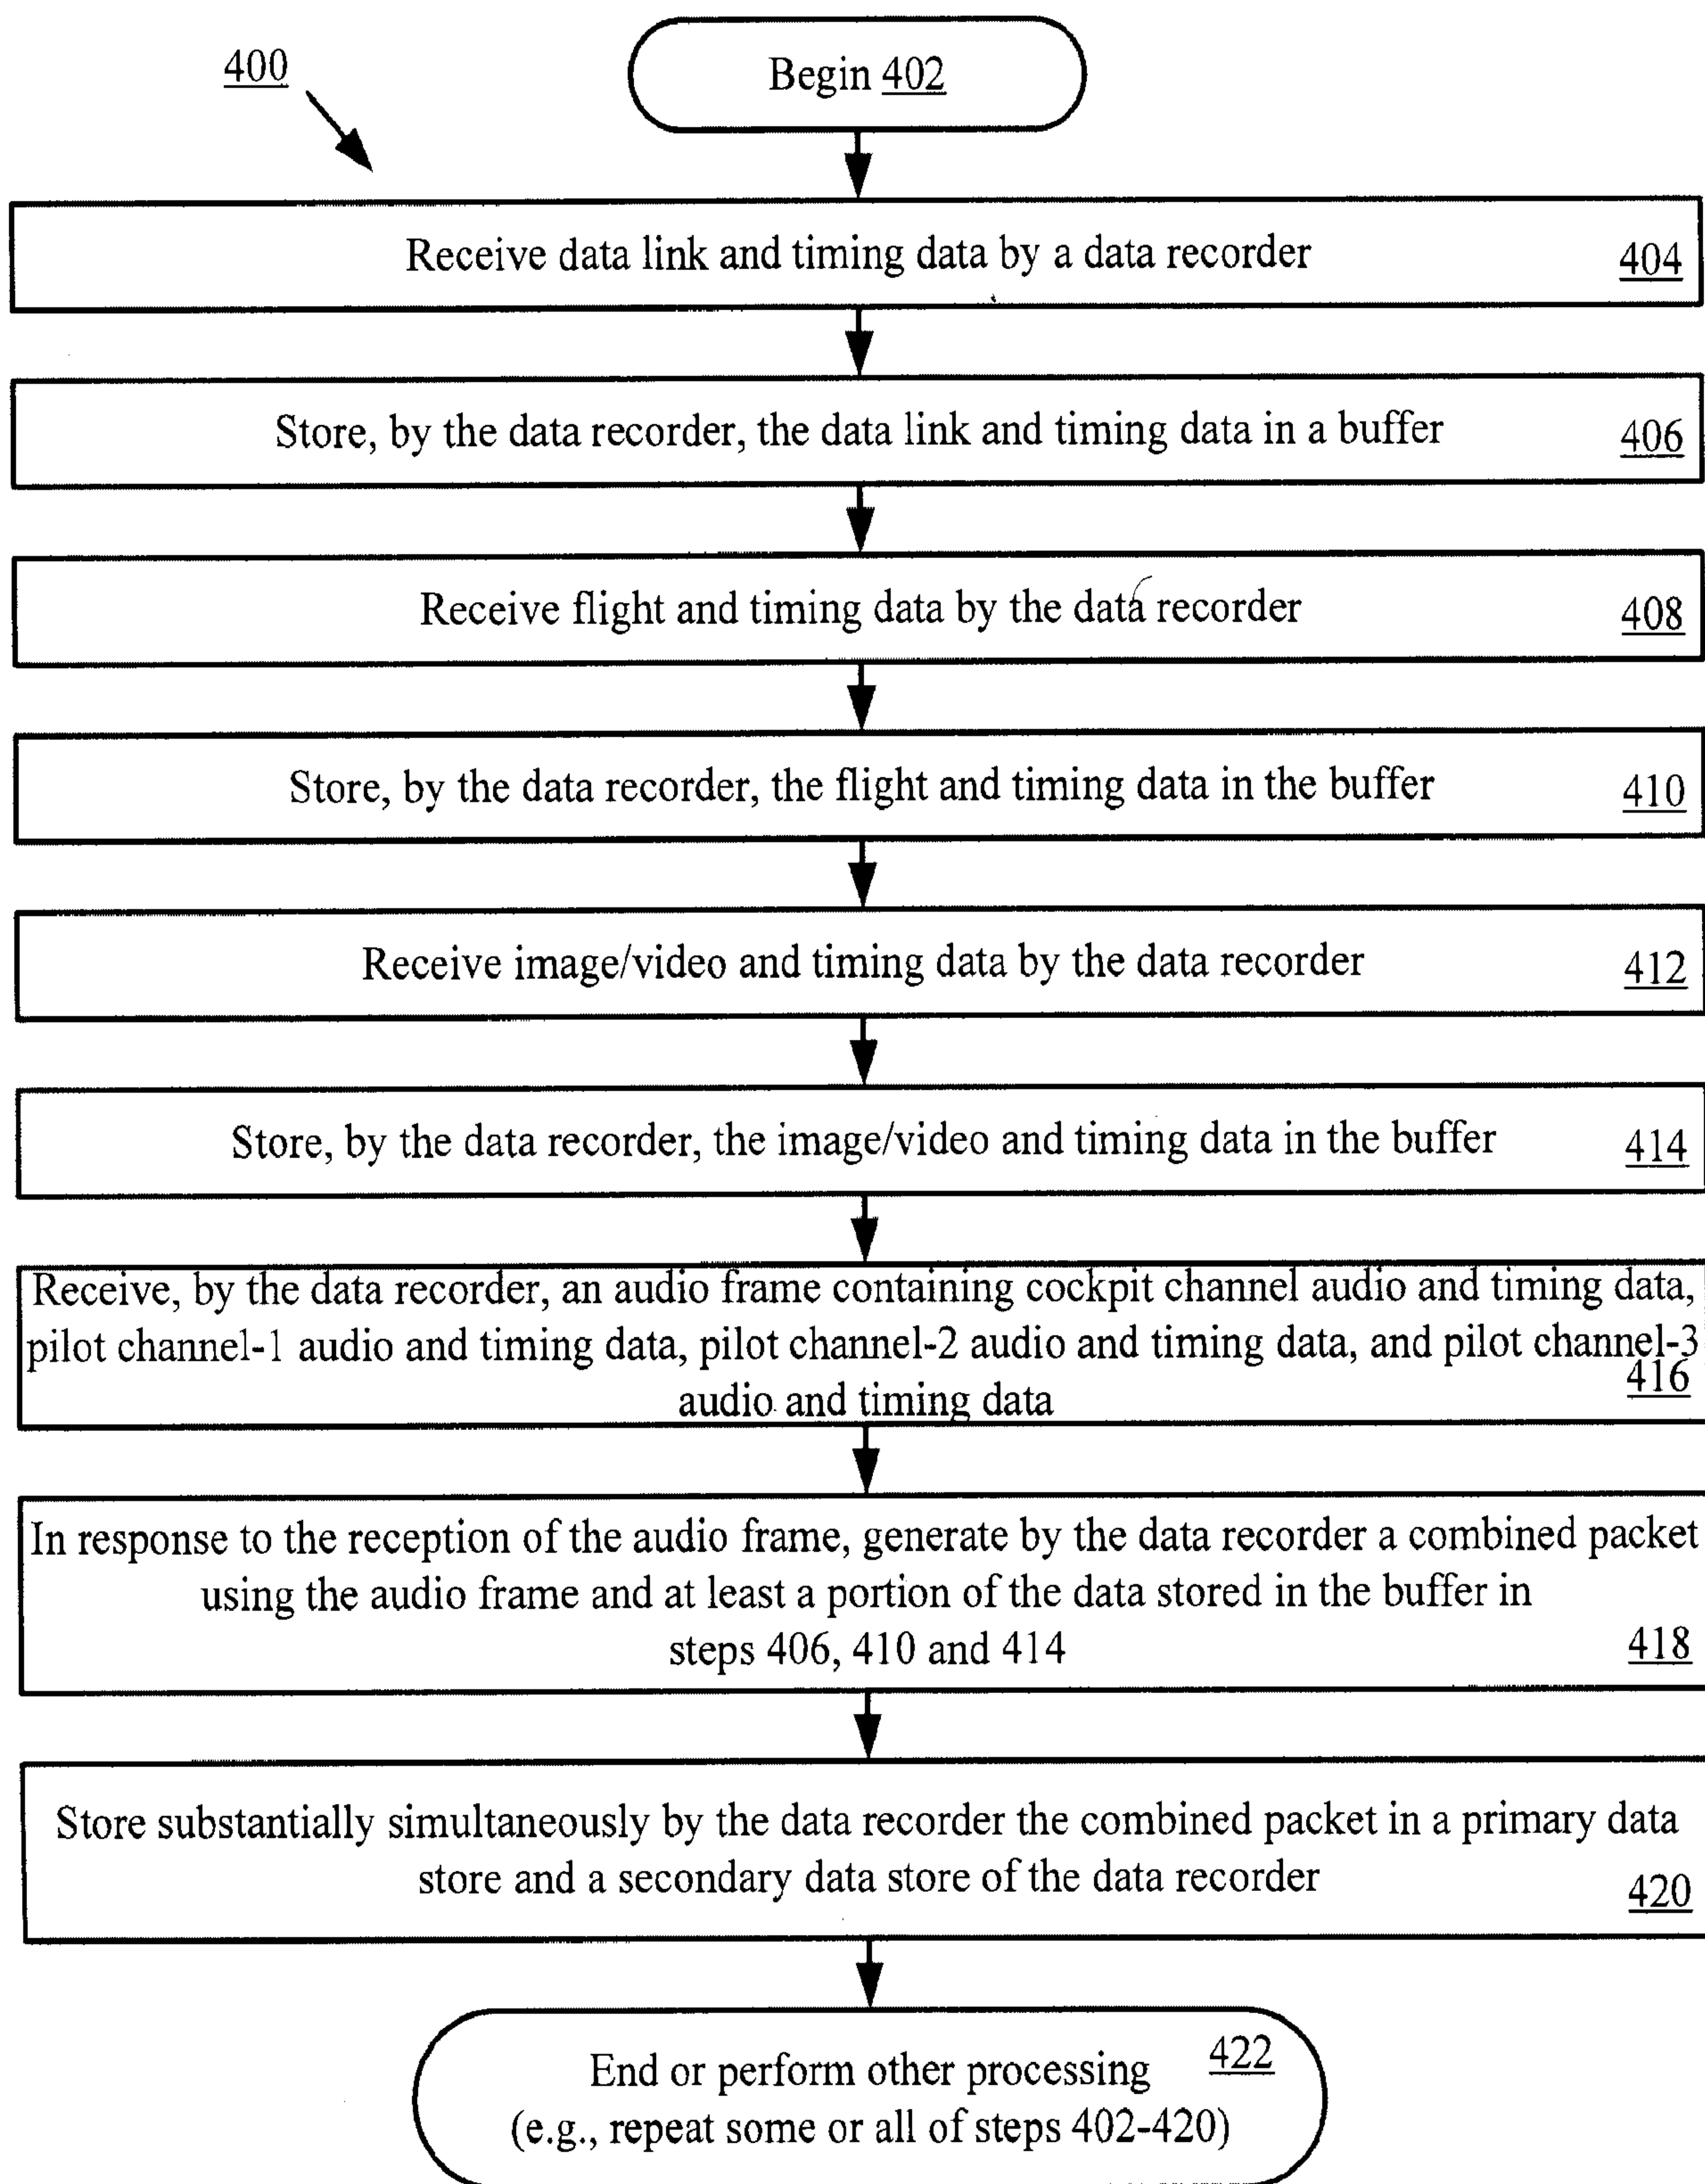 400
Begin 402
Receive data link and timing data by a data recorder 404
Store, by the data recorder, the data link and timing data in a buffer 406
Receive flight and timing data by the data recorder 408
Store, by the data recorder, the flight and timing data in the buffer 410
Receive image/video and timing data by the data recorder 412
Store, by the data recorder, the image/video and timing data in the buffer 414
Receive, by the data recorder, an audio frame containing cockpit channel audio and timing data,
pilot channel-1 audio and timing data, pilot channel-2 audio and timing data, and pilot channel-3
416
audio and timing data
In response to the reception of the audio frame, generate by the data recorder a combined packet
using the audio frame and at least a portion of the data stored in the buffer in
steps 406, 410 and 414 418
Store substantially simultaneously by the data recorder the combined packet in a primary data
store and a secondary data store of the data recorder 420
End or perform other processing 422
(e.g., repeat some or all of steps 402-420)